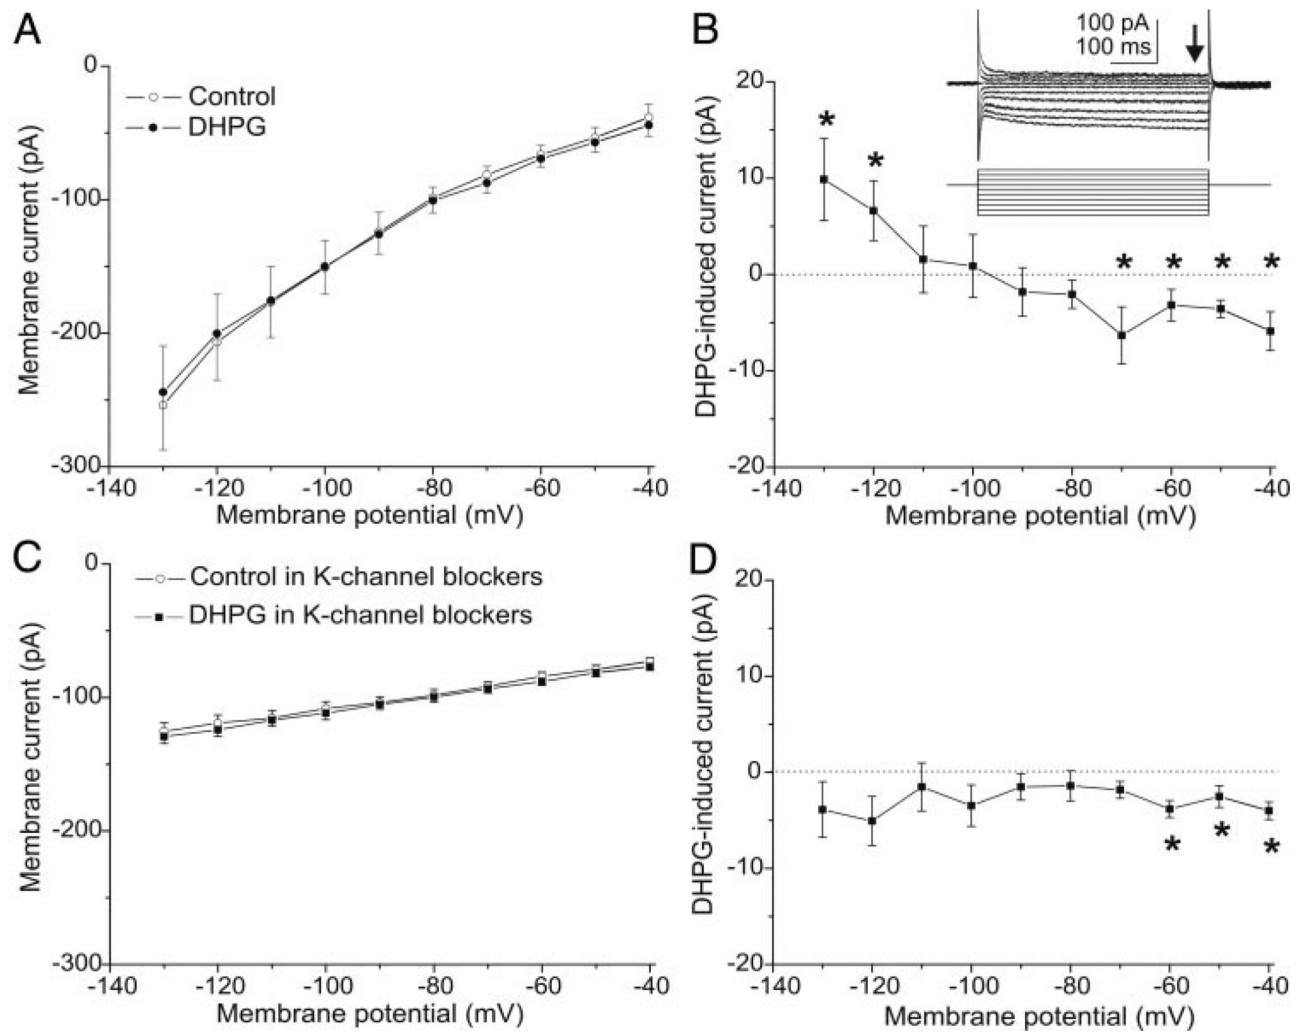 A
Control
DHPG
Membrane current (pA)
0
-100
-200
-300
-140
-120
-100
-80
-60
-40
Membrane potential (mV)
B
100 pA
100 ms
DHPG-induced current (pA)
20
10
0
-10
-20
* * * * * *
-140
-120
-100
-80
-60
-40
Membrane potential (mV)
C
Control in K-channel blockers
DHPG in K-channel blockers
Membrane current (pA)
0
-100
-200
-300
-140
-120
-100
-80
-60
-40
Membrane potential (mV)
D
DHPG-induced current (pA)
20
10
0
-10
-20
* * *
-140
-120
-100
-80
-60
-40
Membrane potential (mV)